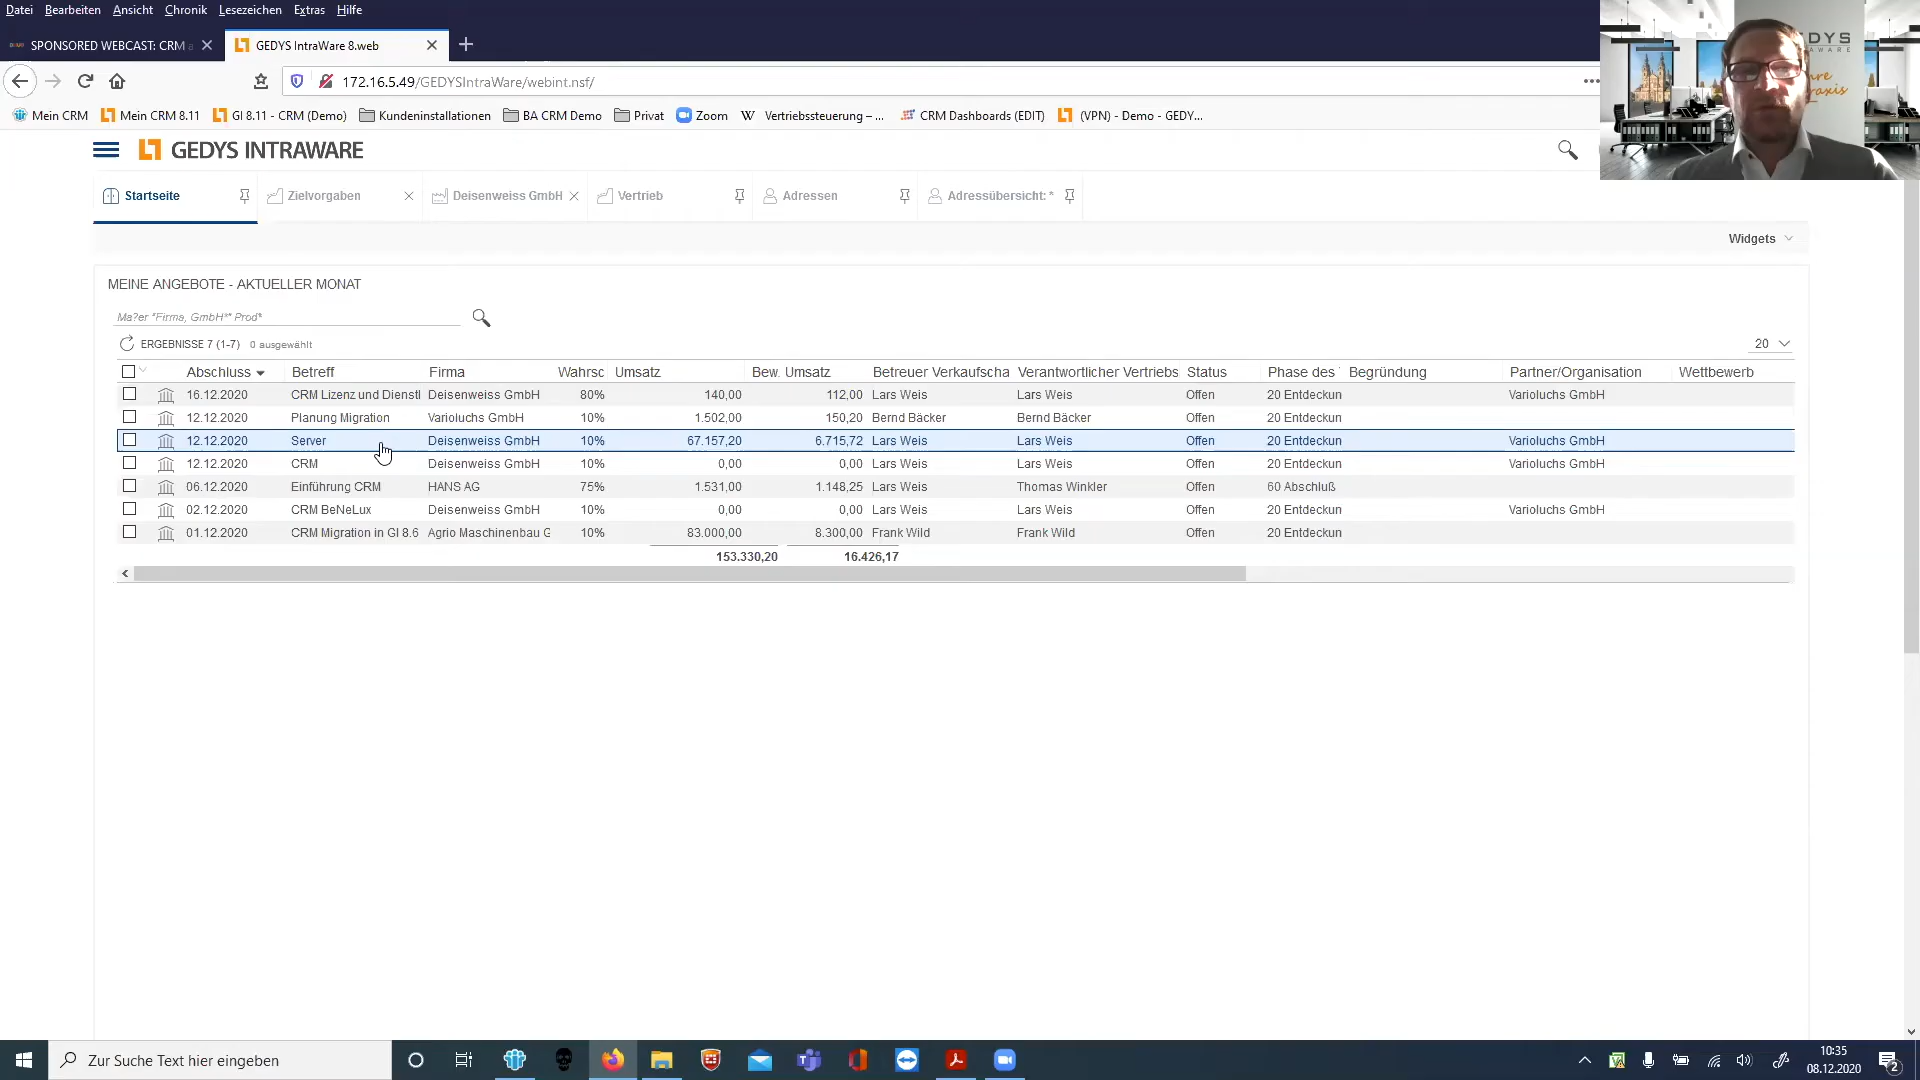 Datei Bearbeiten Ansicht Chronik Lesezeichen Extras Hilfe
SPONSORED WEBCAST: CRM
GEDYS IntraWare 8.web
172.16.5.49/GEDYSIntraWare/webint.nsf/
Mein CRM Mein CRM 8.11 GI 8.11 - CRM (Demo) Kundeninstallationen BA CRM Demo Privat Zoom Vertriebssteuerung – ... CRM Dashboards (EDIT) (VPN) - Demo - GEDY...
GEDYS INTRAWARE
Startseite Zielvorgaben Deisenweiss GmbH Vertrieb Adressen Adressübersicht: *
Widgets
MEINE ANGEBOTE - AKTUELLER MONAT
Ma?er "Firma, GmbH*" Prod*
ERGEBNISSE 7 (1-7) 0 ausgewählt 20
Abschluss Betreff Firma Wahrsc Umsatz Bew. Umsatz Betreuer Verkaufscha Verantwortlicher Vertriebs Status Phase des Begründung Partner/Organisation Wettbewerb
16.12.2020 CRM Lizenz und Dienstl Deisenweiss GmbH 80% 140,00 112,00 Lars Weis Lars Weis Offen 20 Entdeckun Varioluchs GmbH
12.12.2020 Planung Migration Varioluchs GmbH 10% 1.502,00 150,20 Bernd Bäcker Bernd Bäcker Offen 20 Entdeckun
12.12.2020 Server Deisenweiss GmbH 10% 67.157,20 6.715,72 Lars Weis Lars Weis Offen 20 Entdeckun Varioluchs GmbH
12.12.2020 CRM Deisenweiss GmbH 10% 0,00 0,00 Lars Weis Lars Weis Offen 20 Entdeckun Varioluchs GmbH
06.12.2020 Einführung CRM HANS AG 75% 1.531,00 1.148,25 Lars Weis Thomas Winkler Offen 60 Abschluß
02.12.2020 CRM BeNeLux Deisenweiss GmbH 10% 0,00 0,00 Lars Weis Lars Weis Offen 20 Entdeckun Varioluchs GmbH
01.12.2020 CRM Migration in GI 8.6 Agrio Maschinenbau G 10% 83.000,00 8.300,00 Frank Wild Frank Wild Offen 20 Entdeckun
153.330,20 16.426,17
Zur Suche Text hier eingeben
10:35
08.12.2020
2